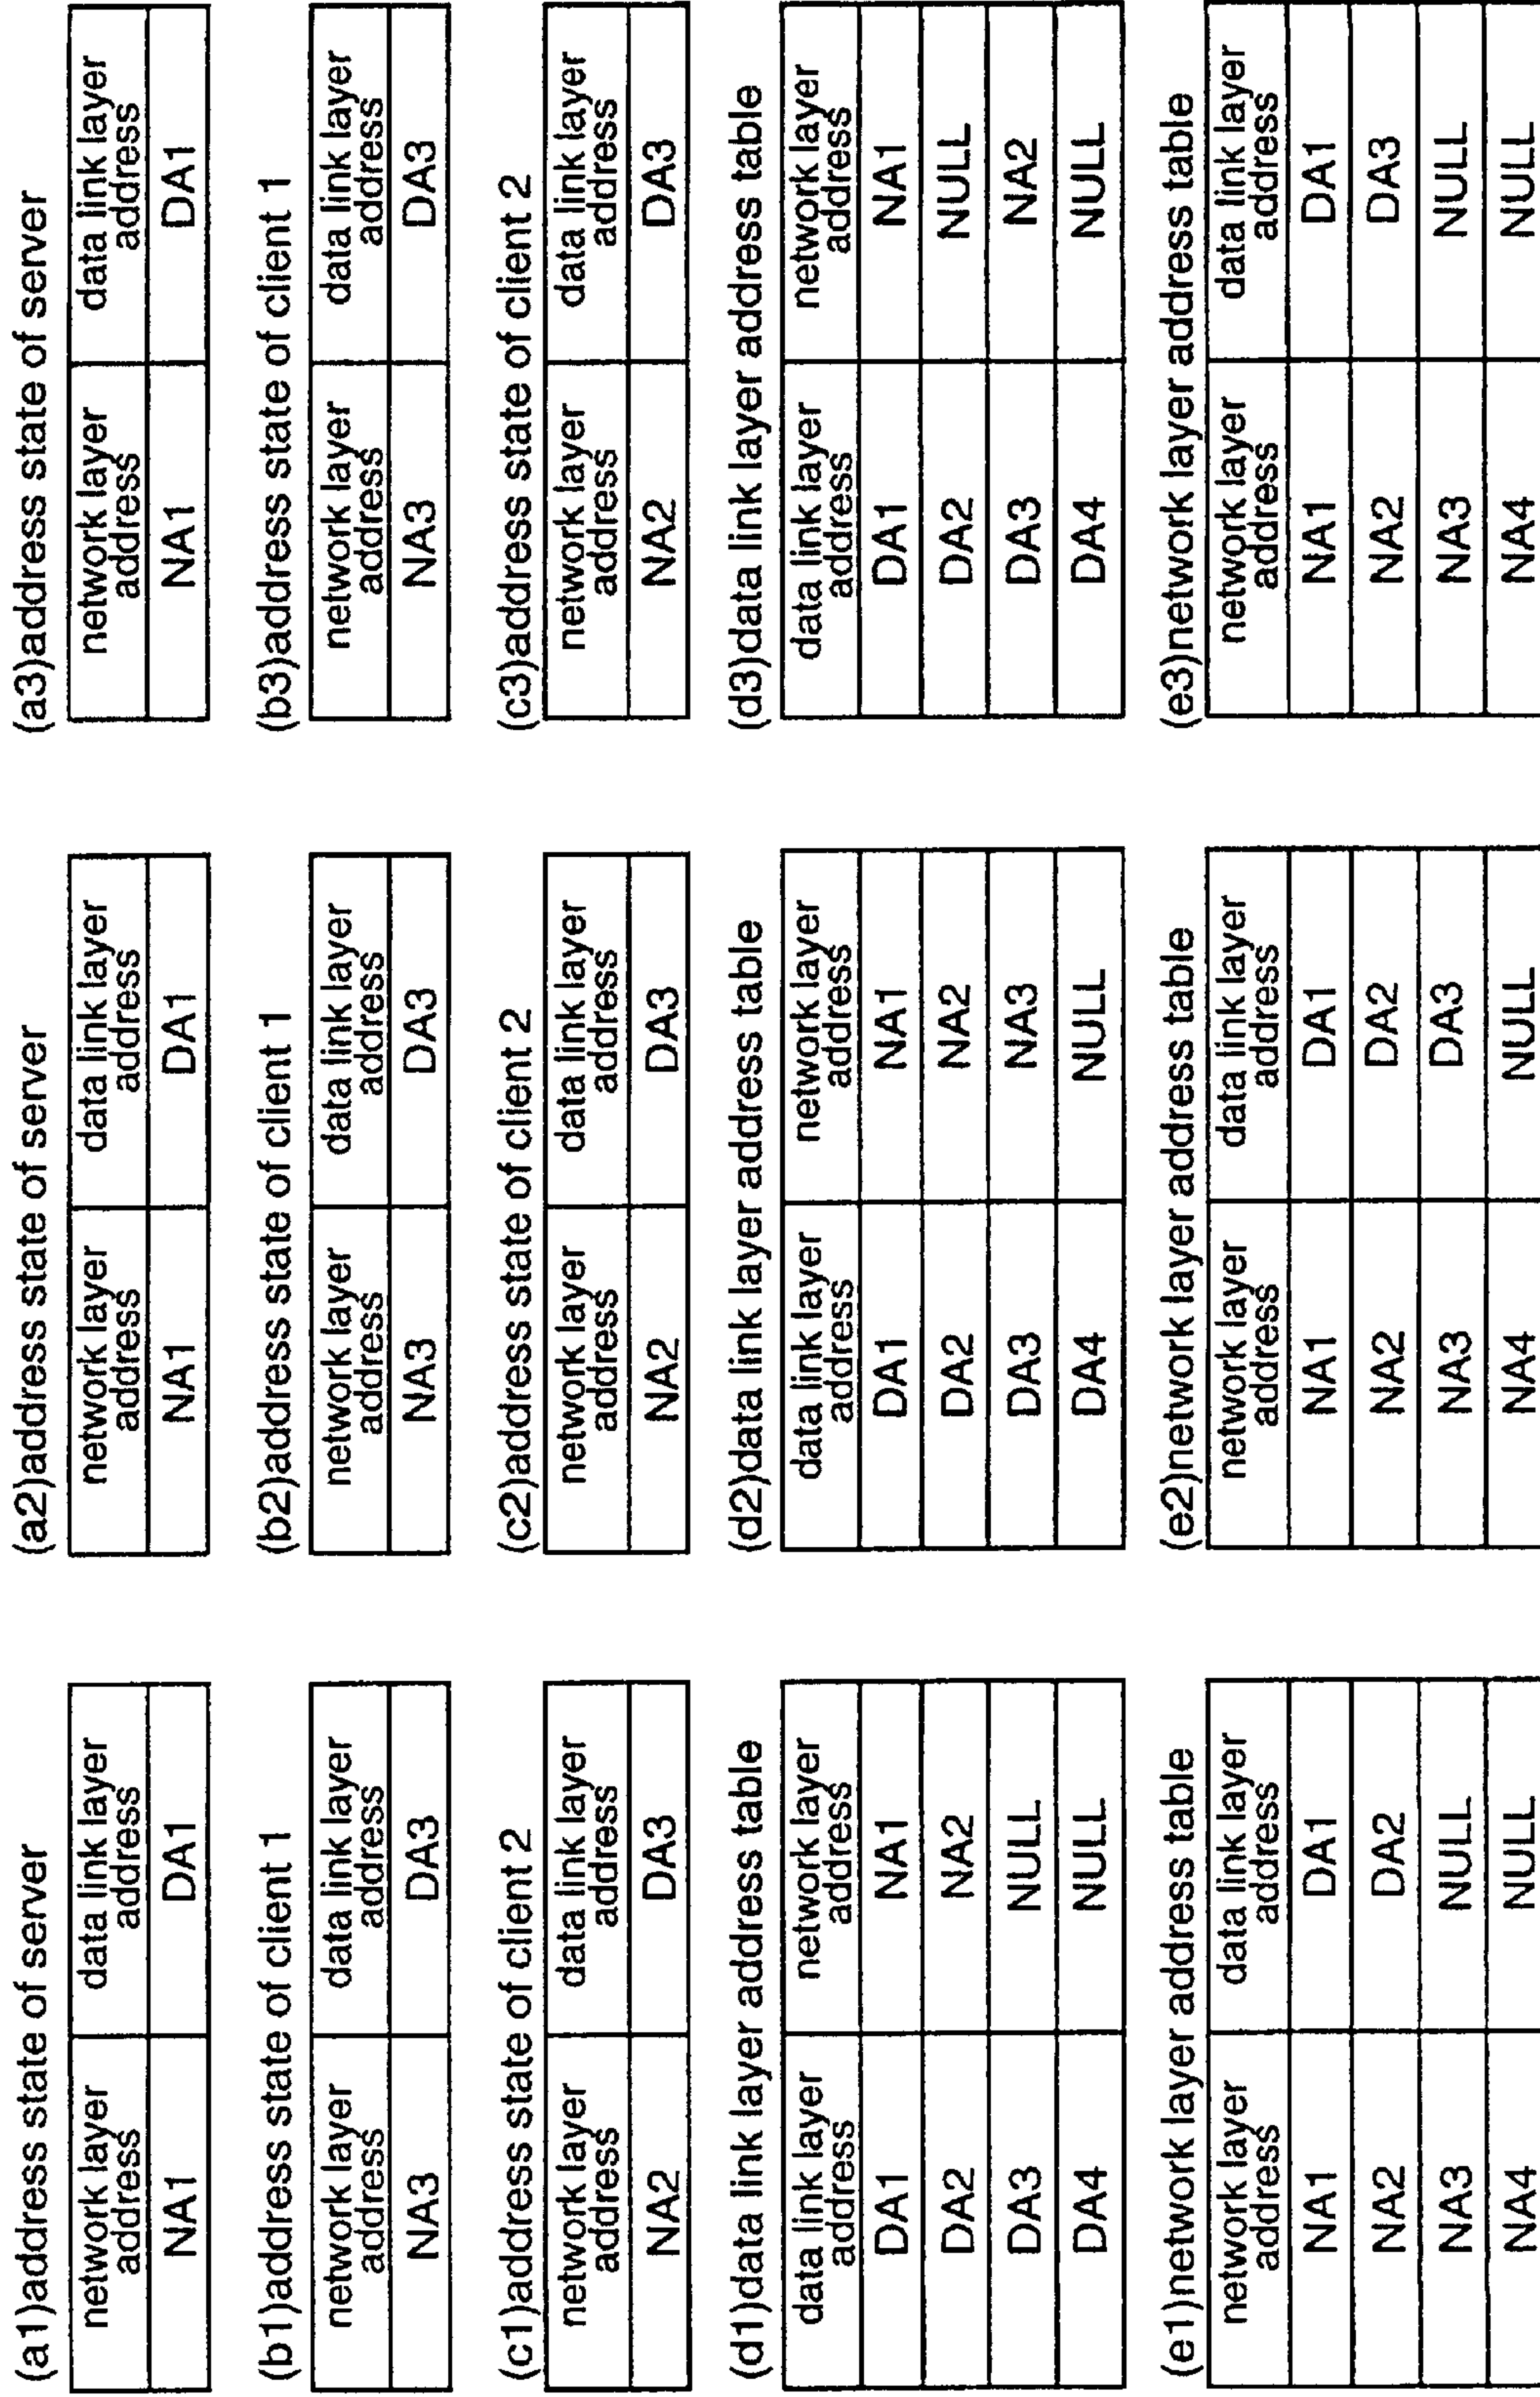 (a1)address state of server
network layer address
data link layer address
NA1 DA1
(b1)address state of client 1
network layer address
data link layer address
NA3 DA3
(c1)address state of client 2
network layer address
data link layer address
NA2 DA3
(d1)data link layer address table
data link layer address
network layer address
DA1 NA1
DA2 NA2
DA3 NULL
DA4 NULL
(e1)network layer address table
network layer address
data link layer address
NA1 DA1
NA2 DA2
NA3 NULL
NA4 NULL
(a2)address state of server
network layer address
data link layer address
NA1 DA1
(b2)address state of client 1
network layer address
data link layer address
NA3 DA3
(c2)address state of client 2
network layer address
data link layer address
NA2 DA3
(d2)data link layer address table
data link layer address
network layer address
DA1 NA1
DA2 NA2
DA3 NA3
DA4 NULL
(e2)network layer address table
network layer address
data link layer address
NA1 DA1
NA2 DA2
NA3 DA3
NA4 NULL
(a3)address state of server
network layer address
data link layer address
NA1 DA1
(b3)address state of client 1
network layer address
data link layer address
NA3 DA3
(c3)address state of client 2
network layer address
data link layer address
NA2 DA3
(d3)data link layer address table
data link layer address
network layer address
DA1 NA1
DA2 NULL
DA3 NA2
DA4 NULL
(e3)network layer address table
network layer address
data link layer address
NA1 DA1
NA2 DA3
NA3 NULL
NA4 NULL